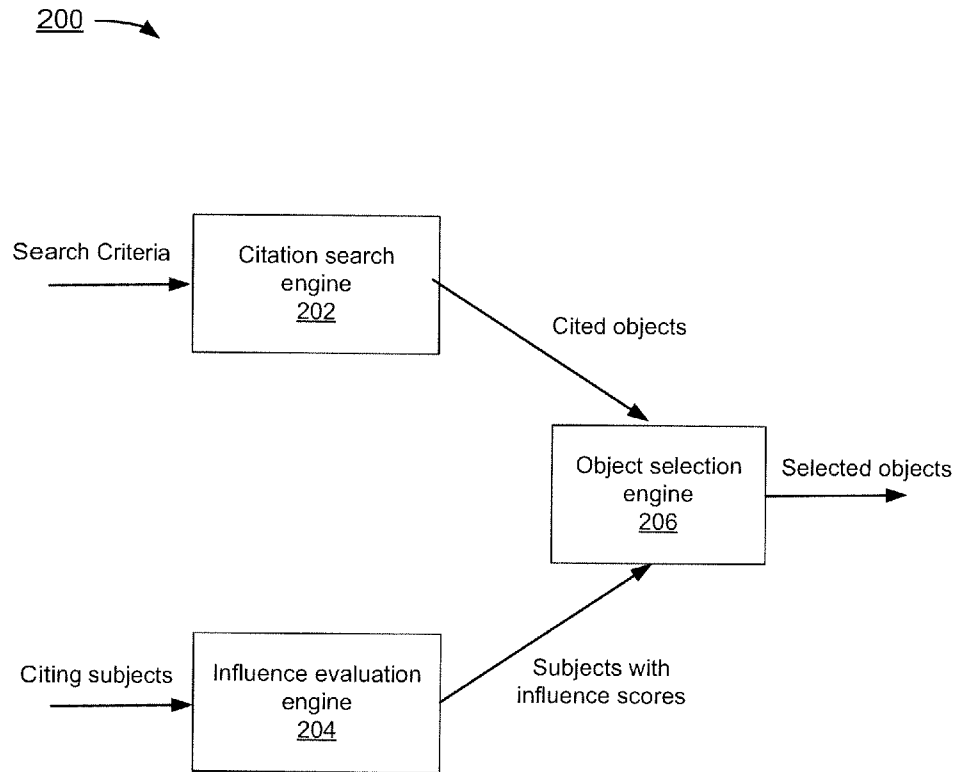 200
Search Criteria
Citation search
engine
202
Cited objects
Object selection
engine
206
Selected objects
Citing subjects
Influence evaluation
engine
204
Subjects with
influence scores